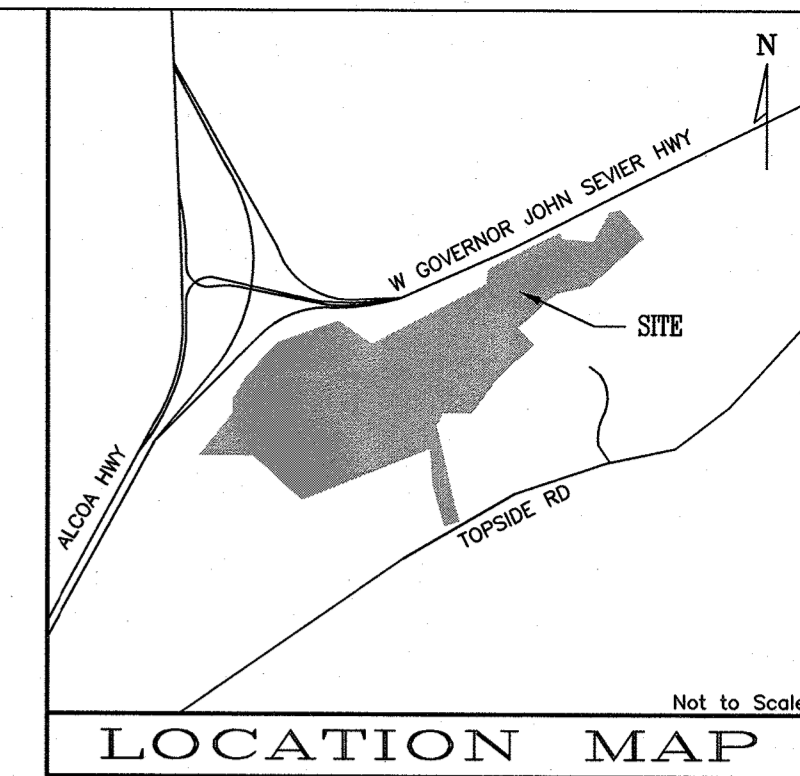 N
W GOVERNOR JOHN SEVIER HWY
SITE
ALCOA HWY
TOPSIDE RD
Not to Scale
LOCATION MAP